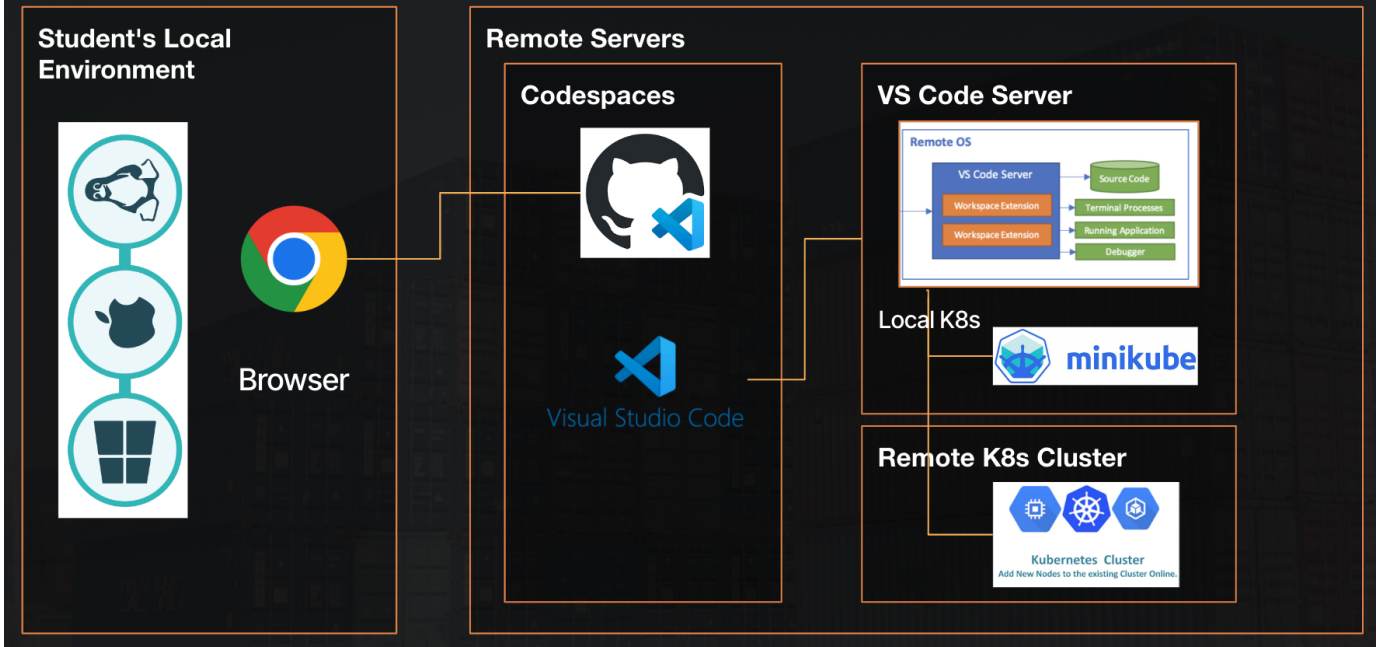 Student's Local
Environment
Browser
Remote Servers
Codespaces
Visual Studio Code
VS Code Server
Remote OS
VS Code Server
Workspace Extension
Workspace Extension
Source Code
Terminal Processes
Running Application
Debugger
Local K8s
minikube
Remote K8s Cluster
Kubernetes Cluster
Add New Nodes to the existing Cluster Online.